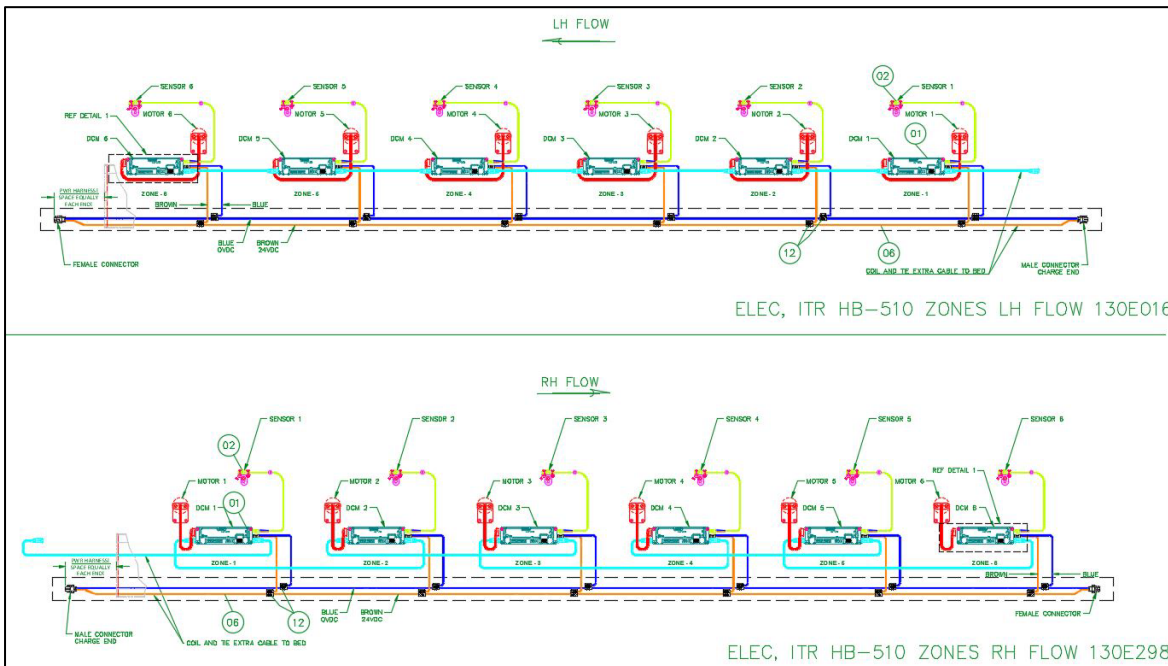 LH FLOW
SENSOR 6
SENSOR 5
SENSOR 4
SENSOR 3
SENSOR 2
02
SENSOR 1
REF DETAIL 1
MOTOR 6
MOTOR 5
MOTOR 4
MOTOR 3
MOTOR 2
MOTOR 1
01
DCM 6
DCM 5
DCM 4
DCM 3
DCM 2
DCM 1
ZONE-6
ZONE-5
ZONE-4
ZONE-3
ZONE-2
ZONE-1
PWR HARNESS
SPACE EQUALLY
EACH END
BROWN
BLUE
BLUE
0VDC
BROWN
24VDC
12
06
FEMALE CONNECTOR
COIL AND TIE EXTRA CABLE TO BED
MALE CONNECTOR
CHARGE END
ELEC, ITR HB-510 ZONES LH FLOW 130E016
RH FLOW
SENSOR 1
SENSOR 2
SENSOR 3
SENSOR 4
SENSOR 5
SENSOR 6
02
REF DETAIL 1
MOTOR 1
MOTOR 2
MOTOR 3
MOTOR 4
MOTOR 6
01
DCM 1
DCM 2
DCM 3
DCM 4
DCM 5
DCM 6
ZONE-1
ZONE-2
ZONE-3
ZONE-4
ZONE-5
ZONE-6
PWR HARNESS
SPACE EQUALLY
EACH END
BROWN
BLUE
06
12
BLUE
0VDC
BROWN
24VDC
MALE CONNECTOR
CHARGE END
COIL AND TIE EXTRA CABLE TO BED
FEMALE CONNECTOR
ELEC, ITR HB-510 ZONES RH FLOW 130E298